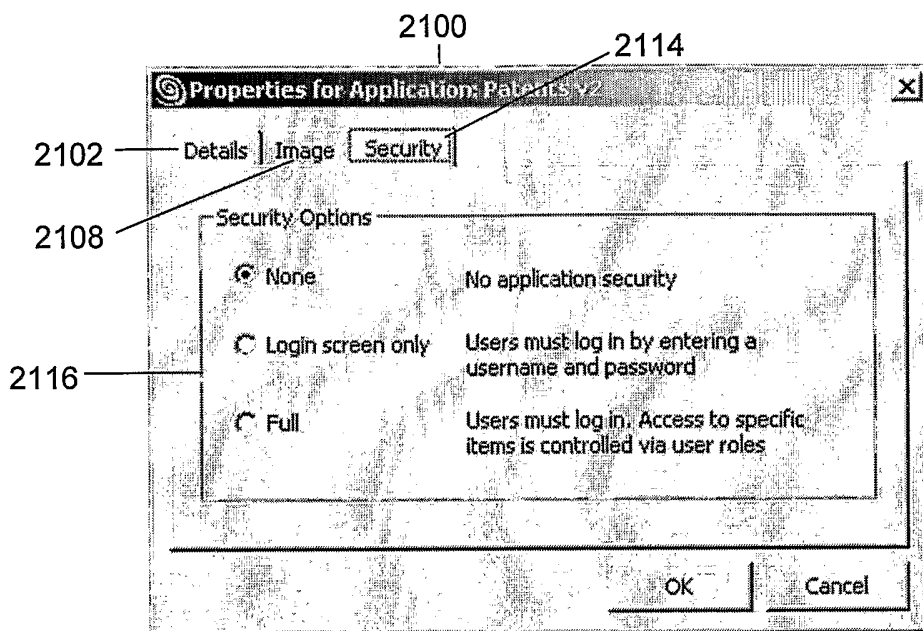 2100
2114
Properties for Application: Patents v2
2102
Details Image Security
2108
Security Options
None No application security
Login screen only Users must log in by entering a
username and password
2116
Full Users must log in. Access to specific
items is controlled via user roles
OK Cancel